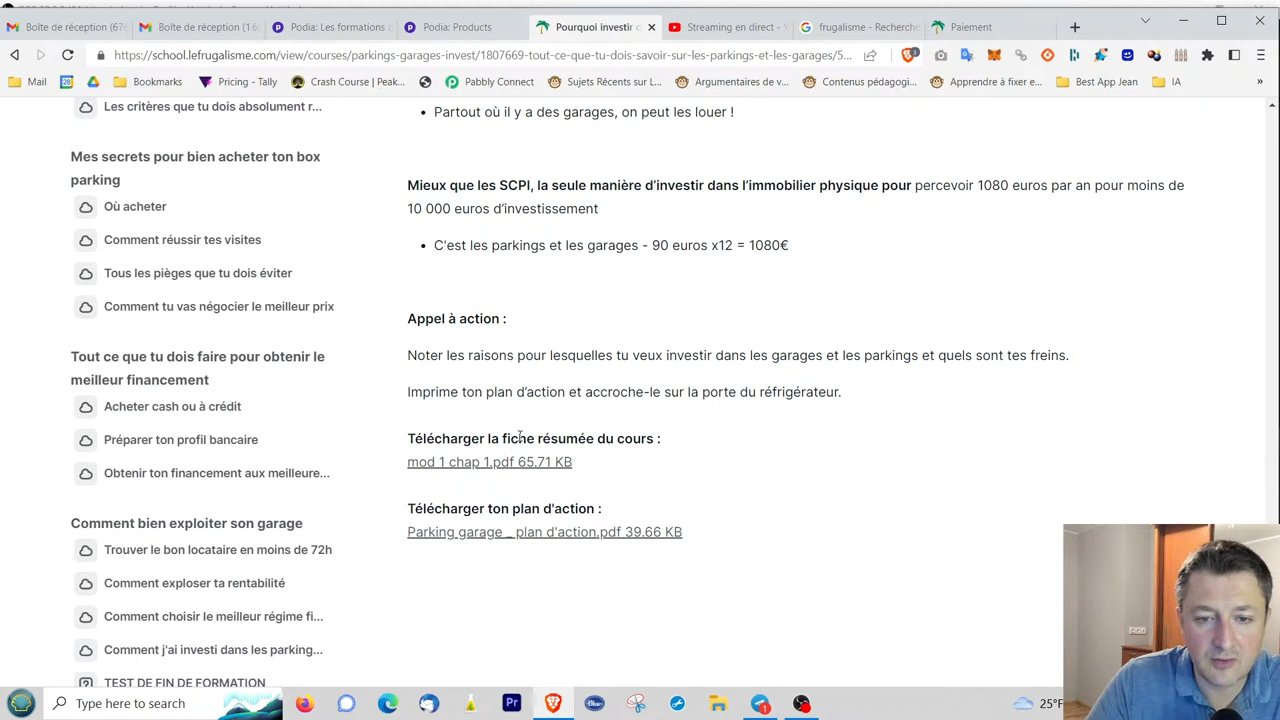 Boîte de réception (670
Boîte de réception (1 6
Podia: Les formations
Podia: Products
Pourquoi investir d
Streaming en direct - \
frugalisme - Recherche
Paiement
https://school.lefrugalisme.com/view/courses/parkings-garages-invest/1807669-tout-ce-que-tu-dois-savoir-sur-les-parkings-et-les-garages/5...
Mail
Bookmarks
Pricing - Tally
Crash Course | Peak...
Pabbly Connect
Sujets Récents sur L...
Argumentaires de v...
Contenus pédagogi...
Apprendre à fixer e...
Best App Jean
IA
»
Les critères que tu dois absolument r...
Mes secrets pour bien acheter ton box
parking
Où acheter
Comment réussir tes visites
Tous les pièges que tu dois éviter
Comment tu vas négocier le meilleur prix
Tout ce que tu dois faire pour obtenir le
meilleur financement
Acheter cash ou à crédit
Préparer ton profil bancaire
Obtenir ton financement aux meilleure...
Comment bien exploiter son garage
Trouver le bon locataire en moins de 72h
Comment exploser ta rentabilité
Comment choisir le meilleur régime fi...
Comment j'ai investi dans les parking...
TEST DE FIN DE FORMATION
• Partout où il y a des garages, on peut les louer !
Mieux que les SCPI, la seule manière d'investir dans l'immobilier physique pour percevoir 1080 euros par an pour moins de
10 000 euros d'investissement
• C'est les parkings et les garages - 90 euros x12 = 1080€
Appel à action :
Noter les raisons pour lesquelles tu veux investir dans les garages et les parkings et quels sont tes freins.
Imprime ton plan d'action et accroche-le sur la porte du réfrigérateur.
Télécharger la fiche résumée du cours :
mod 1 chap 1.pdf 65.71 KB
Télécharger ton plan d'action :
Parking garage _ plan d'action.pdf 39.66 KB
Type here to search
25°F